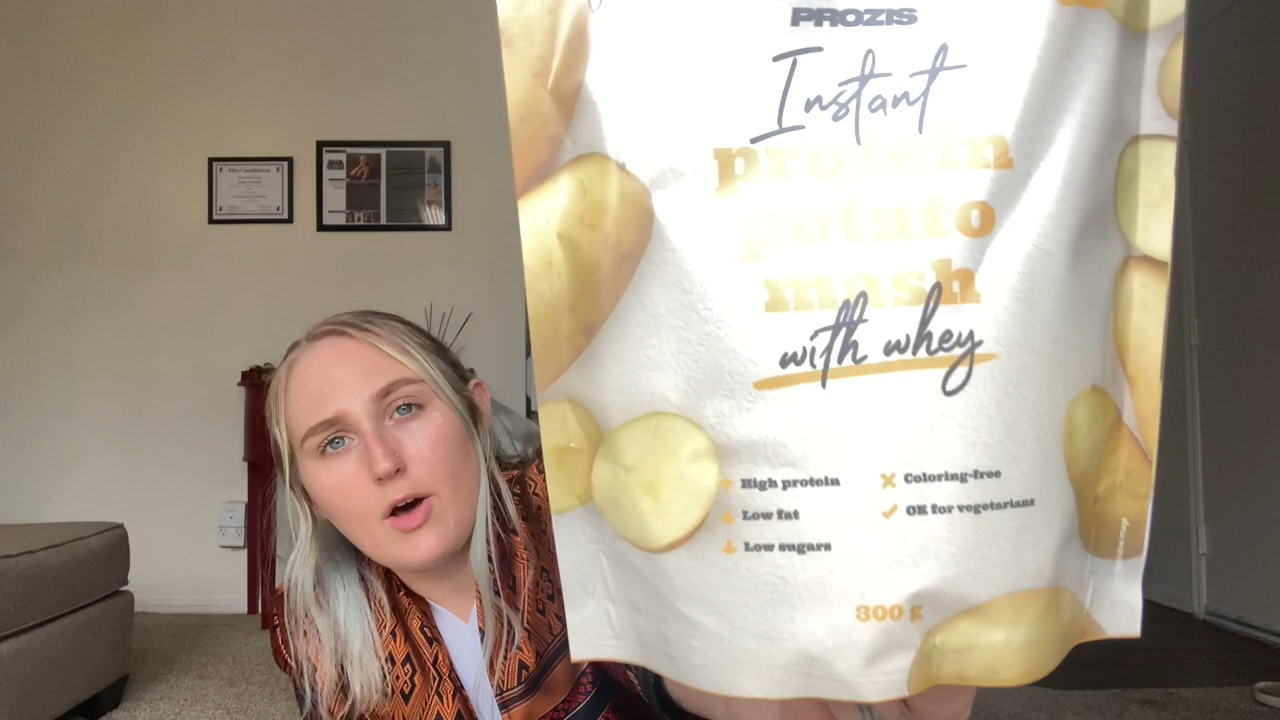 PROZIS
Instant
protein
potato
mash
with whey
High protein
Low fat
Low sugars
Coloring-free
OK for vegetarians
300 g